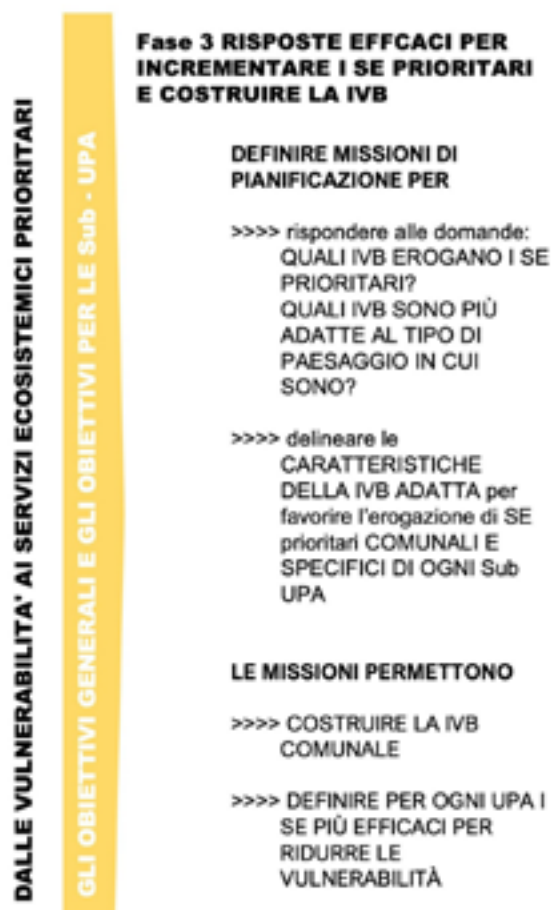 DALLE VULNERABILITA' AI SERVIZI ECOSISTEMICI PRIORITARI
GLI OBIETTIVI GENERALI E GLI OBIETTIVI PER LE Sub - UPA
Fase 3 RISPOSTE EFFCACI PER
INCREMENTARE I SE PRIORITARI
E COSTRUIRE LA IVB
DEFINIRE MISSIONI DI
PIANIFICAZIONE PER
>>>> rispondere alle domande:
QUALI IVB EROGANO I SE
PRIORITARI?
QUALI IVB SONO PIÙ
ADATTE AL TIPO DI
PAESAGGIO IN CUI
SONO?
>>>> delineare le
CARATTERISTICHE
DELLA IVB ADATTA per
favorire l'erogazione di SE
prioritari COMUNALI E
SPECIFICI DI OGNI Sub
UPA
LE MISSIONI PERMETTONO
>>>> COSTRUIRE LA IVB
COMUNALE
>>>> DEFINIRE PER OGNI UPA I
SE PIÙ EFFICACI PER
RIDURRE LE
VULNERABILITÀ